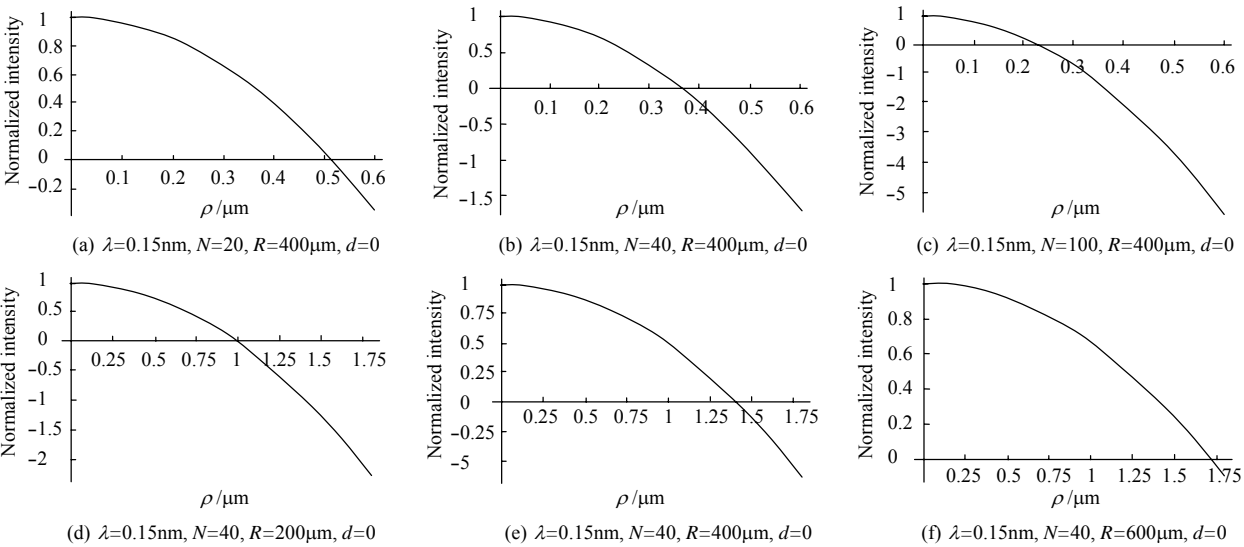 Normalized intensity
1
0.8
0.6
0.4
0.2
0
−0.2
0.1 0.2 0.3 0.4 0.5 0.6
ρ /μm
(a) λ=0.15nm, N=20, R=400μm, d=0
Normalized intensity
1
0.5
0
−0.5
−1
−1.5
0.1 0.2 0.3 0.4 0.5 0.6
ρ /μm
(b) λ=0.15nm, N=40, R=400μm, d=0
Normalized intensity
1
0
−1
−2
−3
−4
−5
0.1 0.2 0.3 0.4 0.5 0.6
ρ /μm
(c) λ=0.15nm, N=100, R=400μm, d=0
Normalized intensity
1
0.5
0
−0.5
−1
−1.5
−2
0.25 0.5 0.75 1 1.25 1.5 1.75
ρ /μm
(d) λ=0.15nm, N=40, R=200μm, d=0
Normalized intensity
1
0.75
0.5
0.25
0
−0.25
−5
0.25 0.5 0.75 1 1.25 1.5 1.75
ρ /μm
(e) λ=0.15nm, N=40, R=400μm, d=0
Normalized intensity
1
0.8
0.6
0.4
0.2
0
0.25 0.5 0.75 1 1.25 1.5 1.75
ρ /μm
(f) λ=0.15nm, N=40, R=600μm, d=0